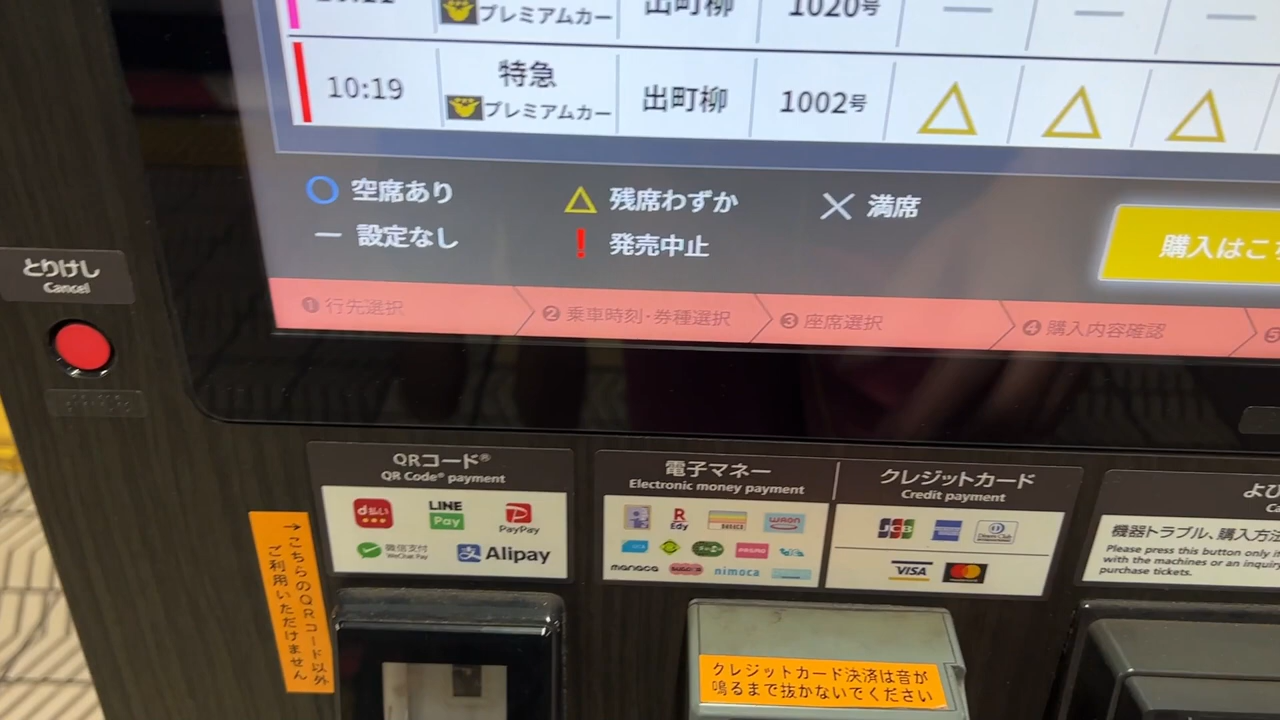 プレミアムカー 出町柳 1020号
10:19 特急 プレミアムカー 出町柳 1002号 △ △ △
空席あり △ 残席わずか × 満席
— 設定なし ! 発売中止
購入はこ
❶行先選択 ❷乗車時刻・券種選択 ❸座席選択 ❹購入内容確認
とりけし
Cancel
QRコード®
QR Code® payment
d払い LINE Pay PayPay
微信支付 WeChat Pay Alipay
電子マネー
Electronic money payment
R Edy WAON
manaca nimoca
クレジットカード
Credit payment
JCB Diners Club
VISA
よび
機器トラブル、購入方法
Please press this button only i
with the machines or an inquiry
purchase tickets.
→こちらのQRコード以外
ご利用いただけません
クレジットカード決済は音が
鳴るまで抜かないでください